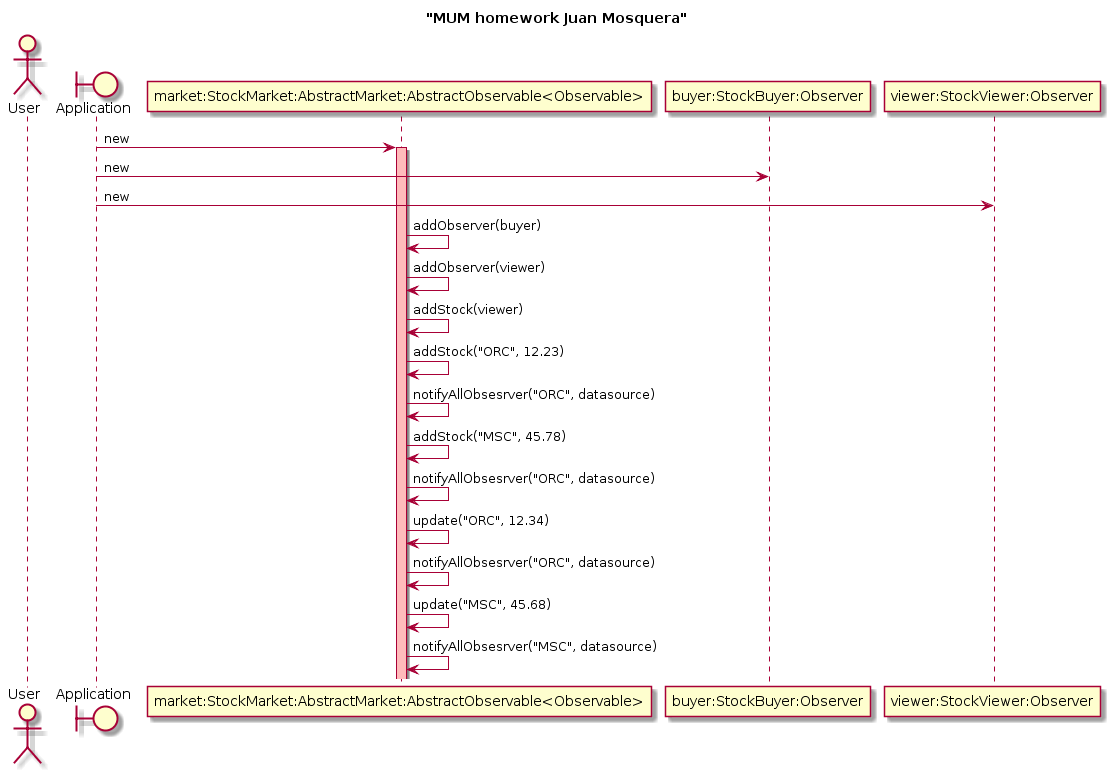 "MUM homework Juan Mosquera"
User
Application
market:StockMarket:AbstractMarket:AbstractObservable<Observable>
buyer:StockBuyer:Observer
viewer:StockViewer:Observer
new
new
new
addObserver(buyer)
addObserver(viewer)
addStock(viewer)
addStock("ORC", 12.23)
notifyAllObsesrver("ORC", datasource)
addStock("MSC", 45.78)
notifyAllObsesrver("ORC", datasource)
update("ORC", 12.34)
notifyAllObsesrver("ORC", datasource)
update("MSC", 45.68)
notifyAllObsesrver("MSC", datasource)
User
Application
market:StockMarket:AbstractMarket:AbstractObservable<Observable>
buyer:StockBuyer:Observer
viewer:StockViewer:Observer